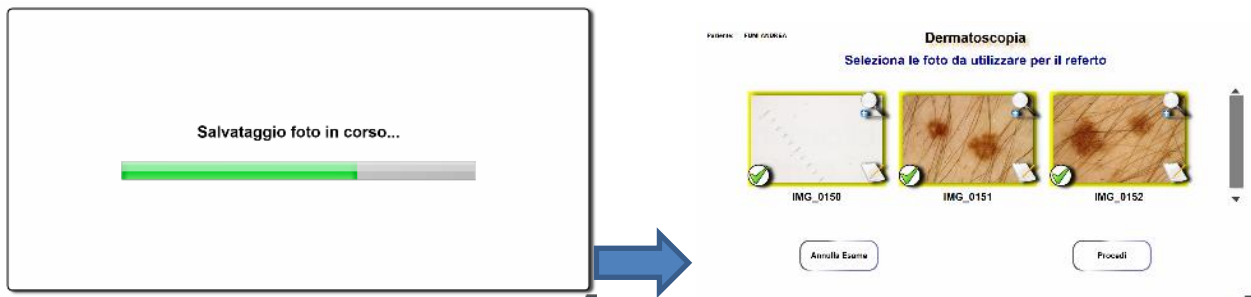 Salvataggio foto in corso...
Dermatoscopia
Seleziona le foto da utilizzare per il referto
IMG_0150 IMG_0151 IMG_0152
Annulla Esame Procedi